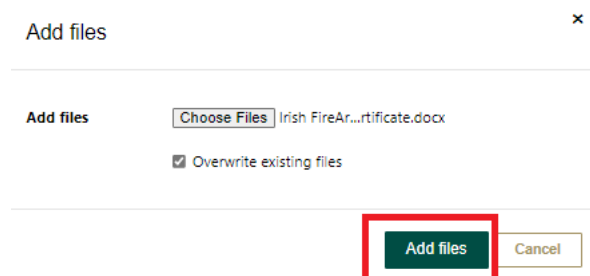 Add files
×
Add files
Choose Files Irish FireAr...rtificate.docx
Overwrite existing files
Add files
Cancel